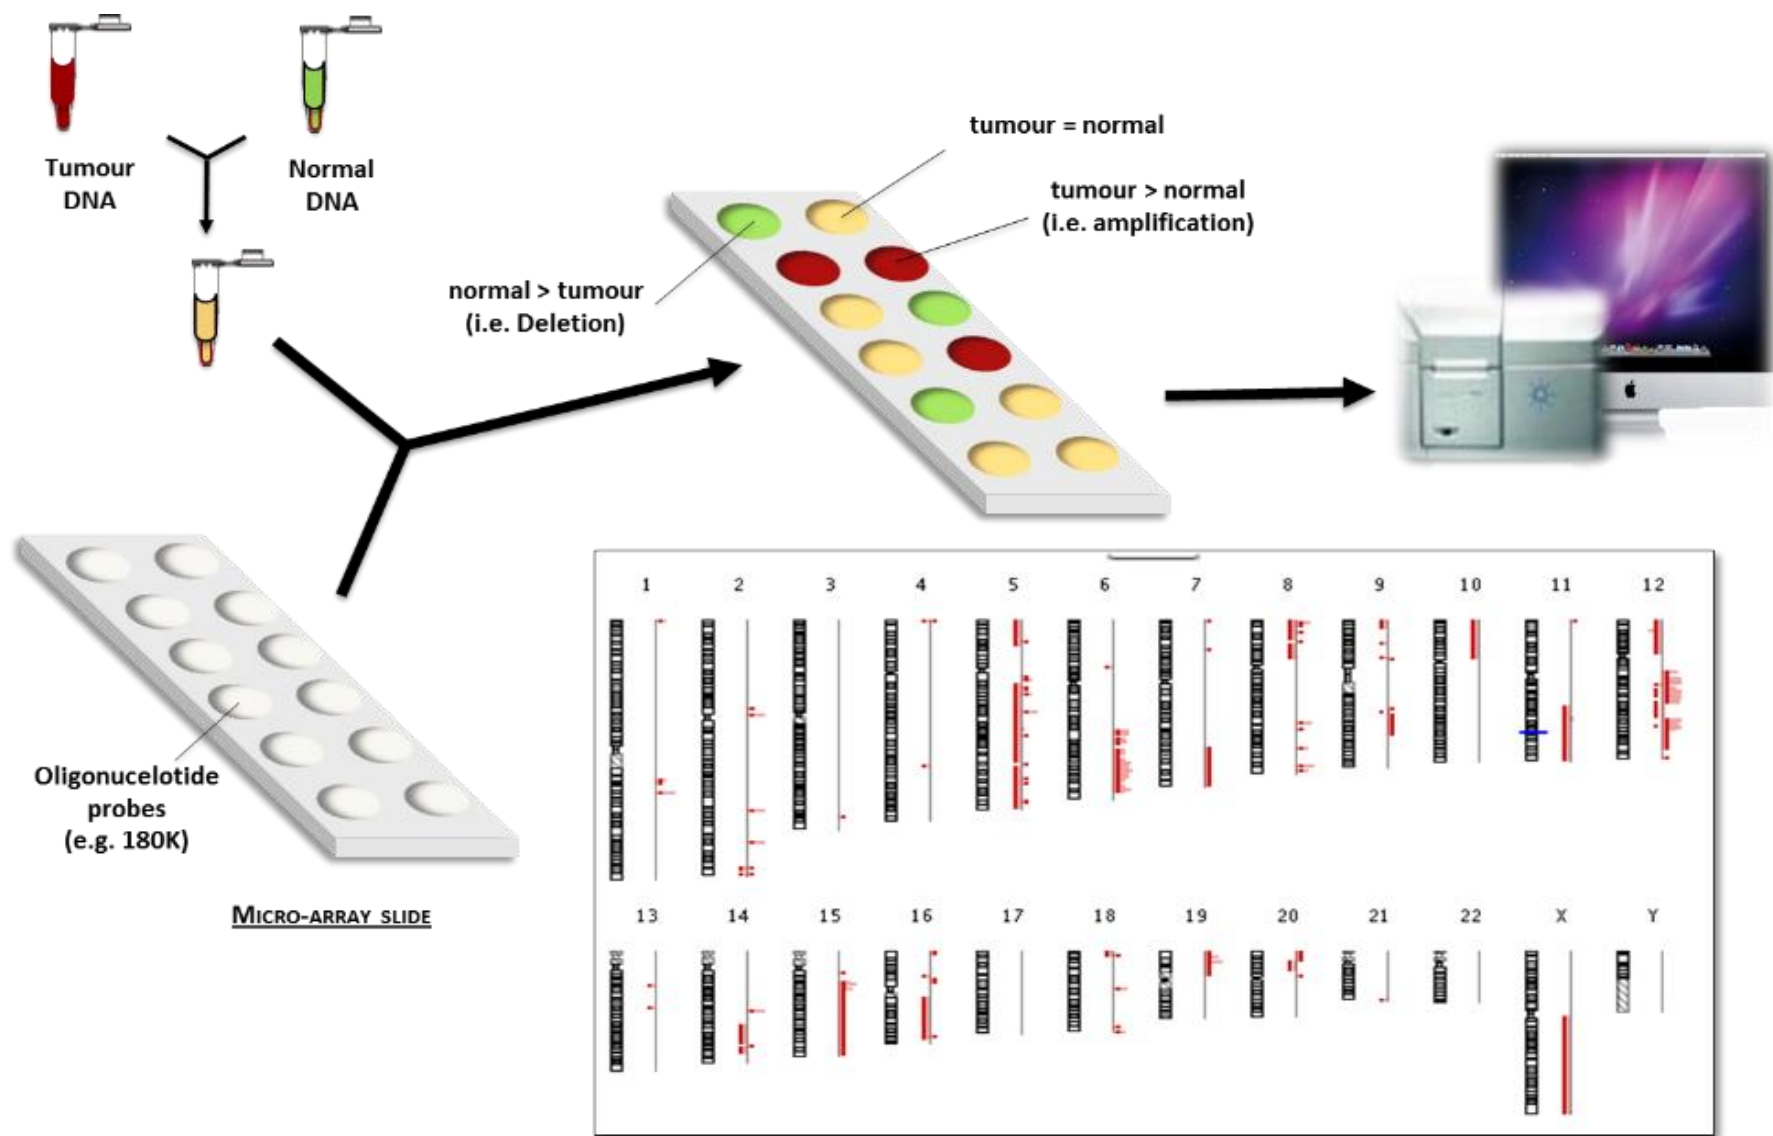 Tumour
DNA
Normal
DNA
tumour = normal
tumour > normal
(i.e. amplification)
normal > tumour
(i.e. Deletion)
Oligonucelotide
probes
(e.g. 180K)
MICRO-ARRAY SLIDE
1 2 3 4 5 6 7 8 9 10 11 12
13 14 15 16 17 18 19 20 21 22 X Y